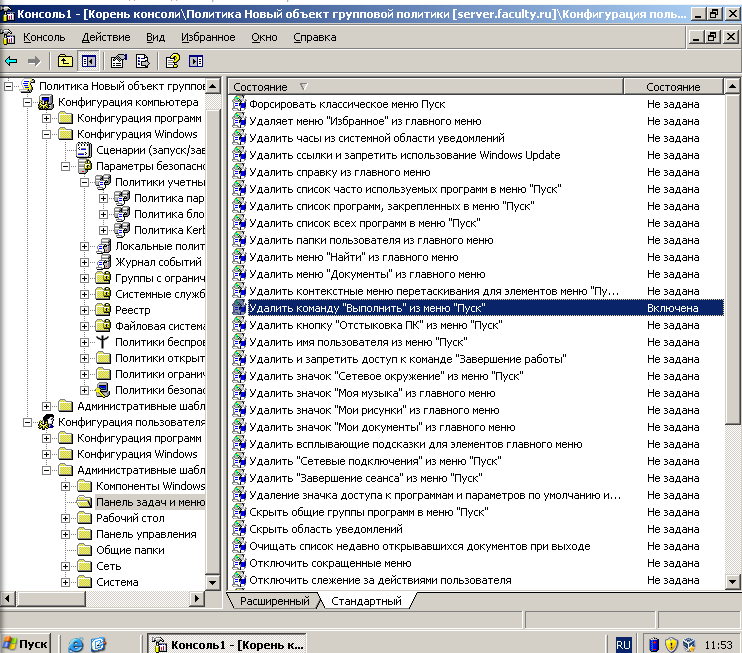 Консоль1 - [Корень консоли\Политика Новый объект групповой политики [server.faculty.ru]\Конфигурация поль...
Консоль Действие Вид Избранное Окно Справка
Политика Новый объект группов
Конфигурация компьютера
Конфигурация программ
Конфигурация Windows
Сценарии (запуск/зав
Параметры безопасно
Политики учетны
Политика пар
Политика бло
Политика Kerb
Локальные полит
Журнал событий
Группы с огранич
Системные служб
Реестр
Файловая система
Политики беспров
Политики открыт
Политики огранич
Политики безопас
Административные шабл
Конфигурация пользователя
Конфигурация программ
Конфигурация Windows
Административные шабл
Компоненты Windows
Панель задач и меню
Рабочий стол
Панель управления
Общие папки
Сеть
Система
Состояние Состояние
Форсировать классическое меню Пуск Не задана
Удаляет меню "Избранное" из главного меню Не задана
Удалить часы из системной области уведомлений Не задана
Удалить ссылки и запретить использование Windows Update Не задана
Удалить справку из главного меню Не задана
Удалить список часто используемых программ в меню "Пуск" Не задана
Удалить список программ, закрепленных в меню "Пуск" Не задана
Удалить список всех программ в меню "Пуск" Не задана
Удалить папки пользователя из главного меню Не задана
Удалить меню "Найти" из главного меню Не задана
Удалить меню "Документы" из главного меню Не задана
Удалить контекстные меню перетаскивания для элементов меню "Пу... Не задана
Удалить команду "Выполнить" из меню "Пуск" Включена
Удалить кнопку "Отстыковка ПК" из меню "Пуск" Не задана
Удалить имя пользователя из меню "Пуск" Не задана
Удалить и запретить доступ к команде "Завершение работы" Не задана
Удалить значок "Сетевое окружение" из меню "Пуск" Не задана
Удалить значок "Моя музыка" из главного меню Не задана
Удалить значок "Мои рисунки" из главного меню Не задана
Удалить значок "Мои документы" из главного меню Не задана
Удалить всплывающие подсказки для элементов главного меню Не задана
Удалить "Сетевые подключения" из меню "Пуск" Не задана
Удалить "Завершение сеанса" из меню "Пуск" Не задана
Удаление значка доступа к программам и параметров по умолчанию и... Не задана
Скрыть общие группы программ в меню "Пуск" Не задана
Скрыть область уведомлений Не задана
Очищать список недавно открывавшихся документов при выходе Не задана
Отключить сокращенные меню Не задана
Отключить слежение за действиями пользователя Не задана
Расширенный Стандартный
Пуск Консоль1 - [Корень к... RU 11:53